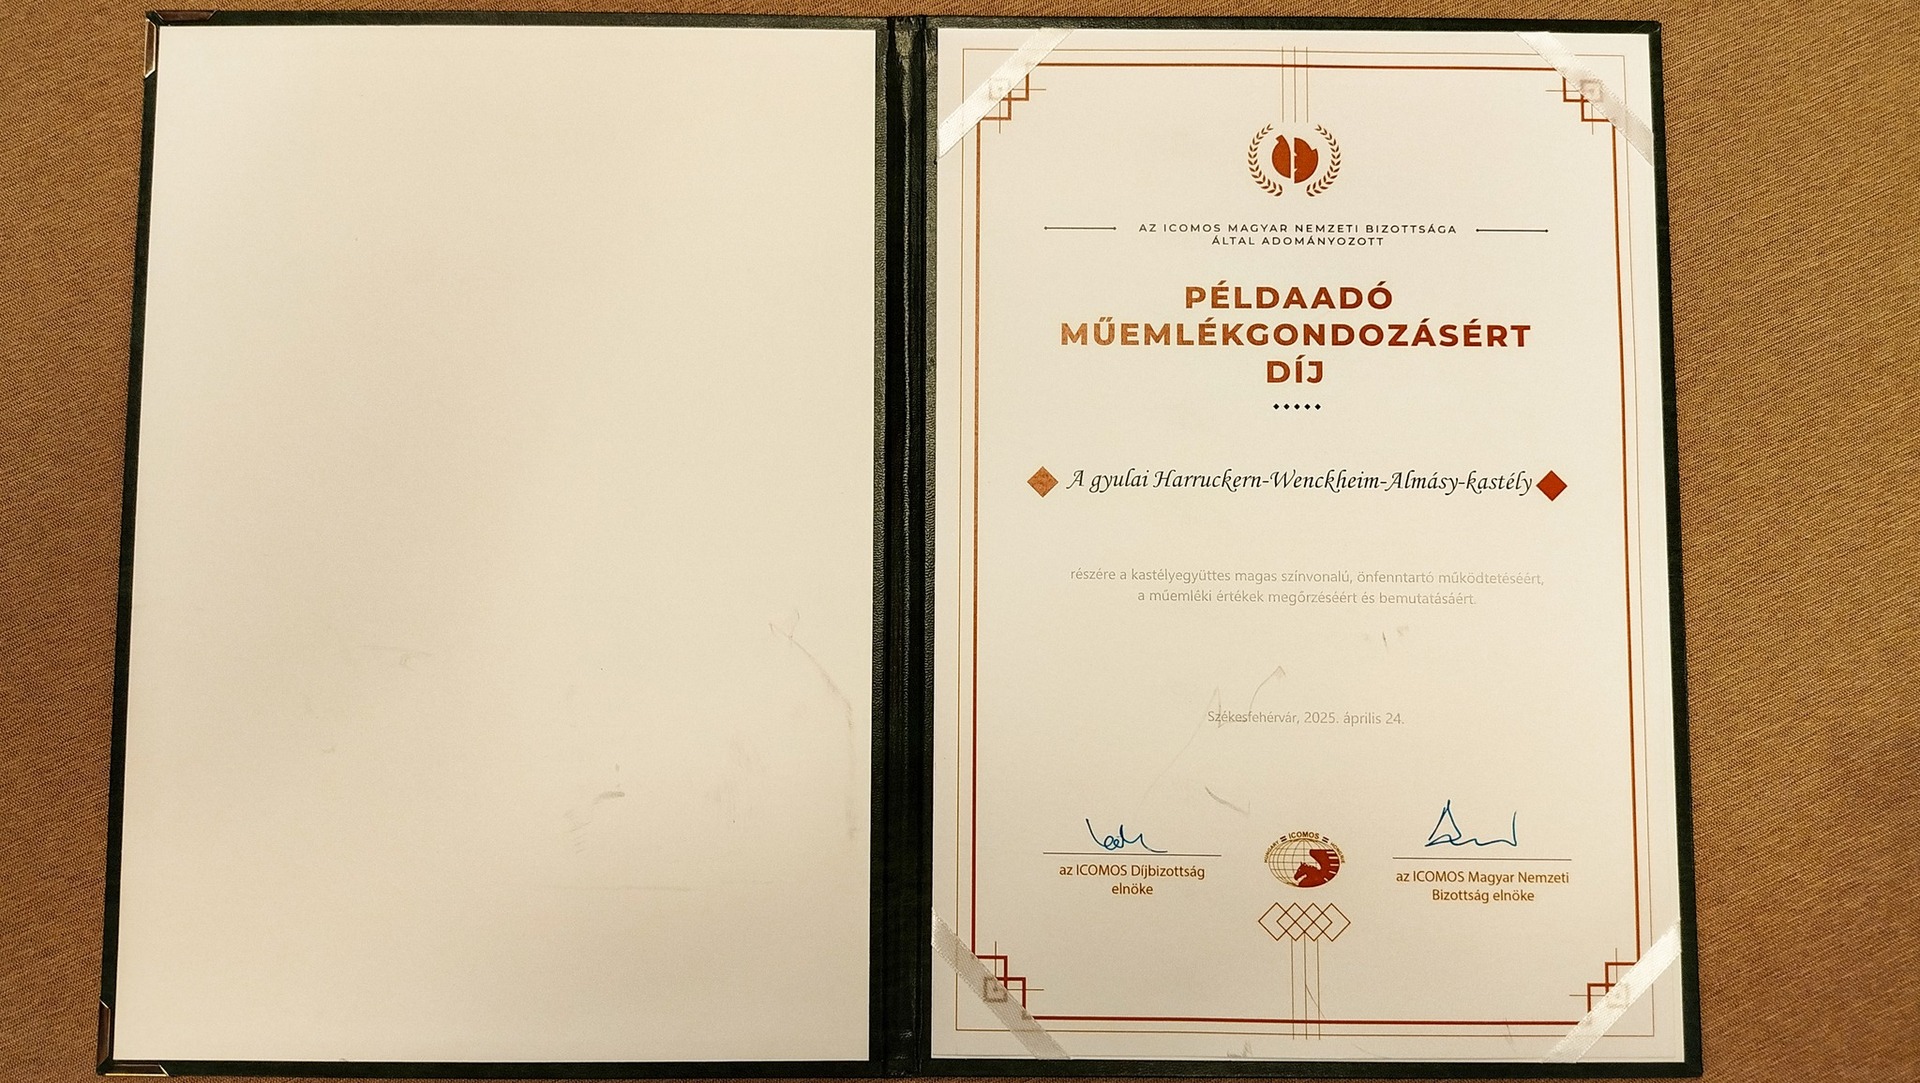 AZ ICOMOS MAGYAR NEMZETI BIZOTTSÁGA
ÁLTAL ADOMÁNYOZOTT
PÉLDAADÓ
MŰEMLÉKGONDOZÁSÉRT
DÍJ
A gyulai Harruckern-Wenckheim-Almásy-kastély
részére a kastélyegyüttes magas színvonalú, önfenntartó működtetéséért,
a műemléki értékek megőrzéséért és bemutatásáért.
Székesfehérvár, 2025. április 24.
az ICOMOS Díjbizottság
elnöke
ICOMOS
az ICOMOS Magyar Nemzeti
Bizottság elnöke